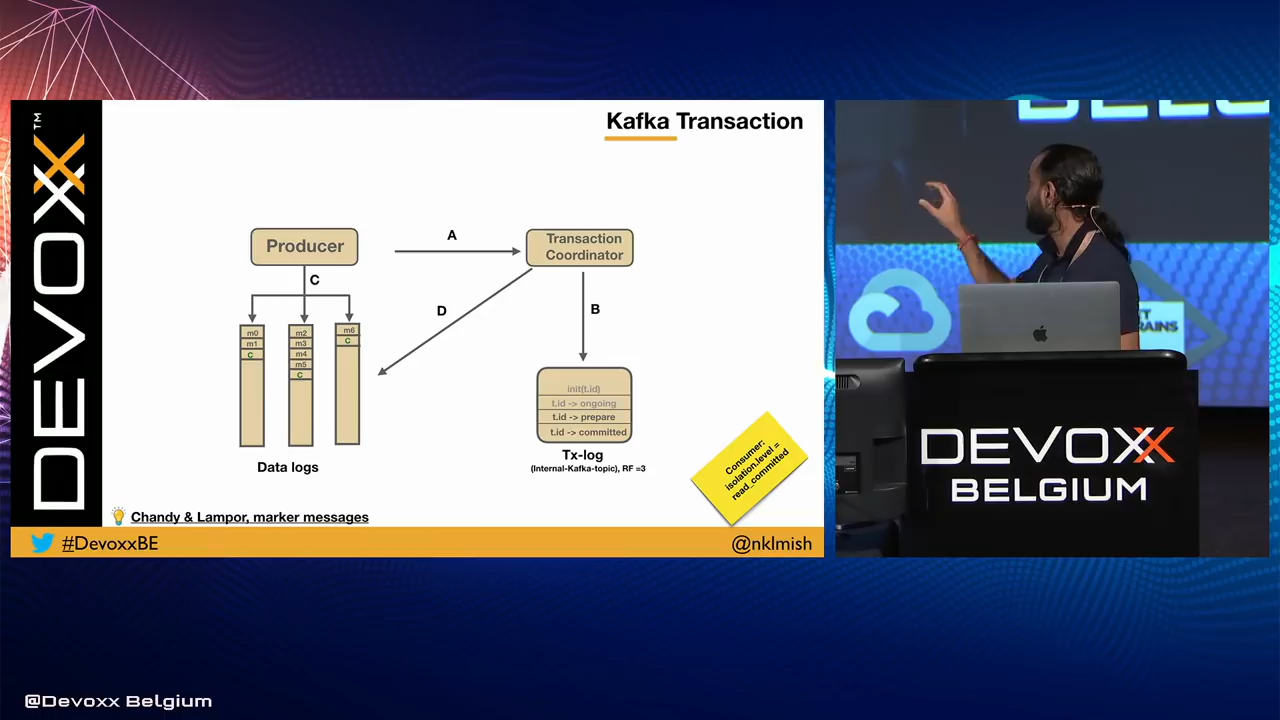 DEVOXX™
Kafka Transaction
Producer
A
Transaction
Coordinator
C
D
B
m0
m1
C
m2
m3
m4
m5
C
m6
C
init(t.id)
t.id -> ongoing
t.id -> prepare
t.id -> committed
Data logs
Tx-log
(Internal-Kafka-topic), RF =3
Consumer:
isolation.level =
read_committed
Chandy & Lampor, marker messages
#DevoxxBE
@nklmish
DEVOXX
BELGIUM
@Devoxx Belgium